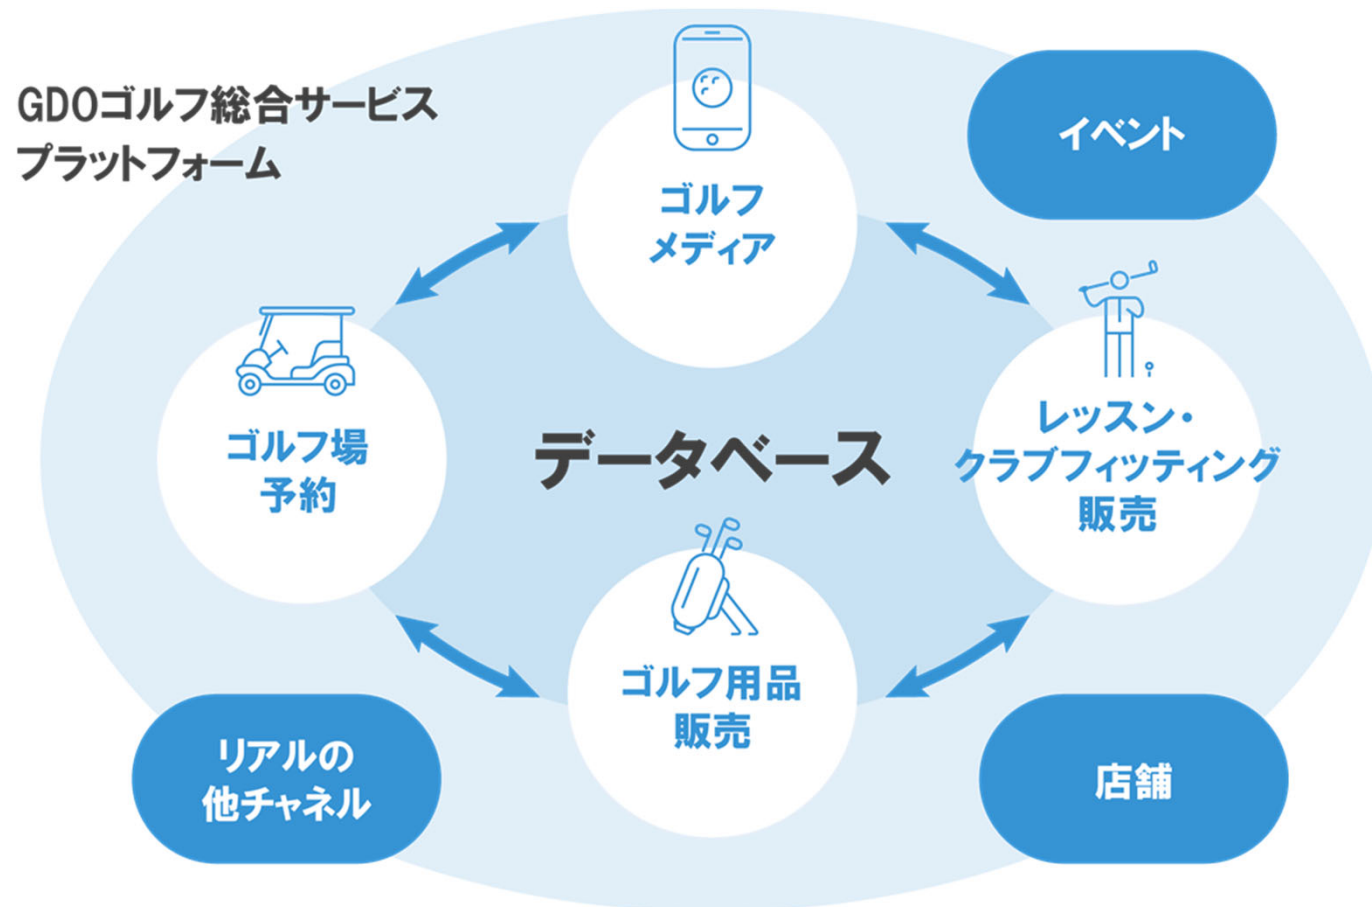 GDOゴルフ総合サービス
プラットフォーム
ゴルフ
メディア
イベント
ゴルフ場
予約
データベース
レッスン・
クラブフィッティング
販売
ゴルフ用品
販売
リアルの
他チャネル
店舗